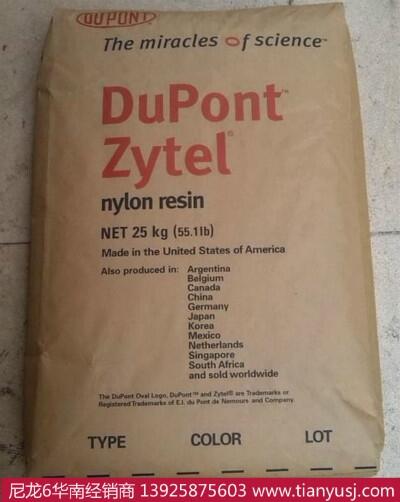 DUPONT
The miracles of science™
DuPont™
Zytel®
nylon resin
NET 25 kg (55.1lb)
Made in the United States of America
Also produced in: Argentina
Belgium
Canada
China
Germany
Japan
Korea
Mexico
Netherlands
Singapore
South Africa
and sold worldwide
The DuPont Oval Logo, DuPont™ and Zytel® are Trademarks or
Registered Trademarks of E.I. du Pont de Nemours and Company.
TYPE COLOR LOT
尼龙6华南经销商 13925875603 www.tianyusj.com